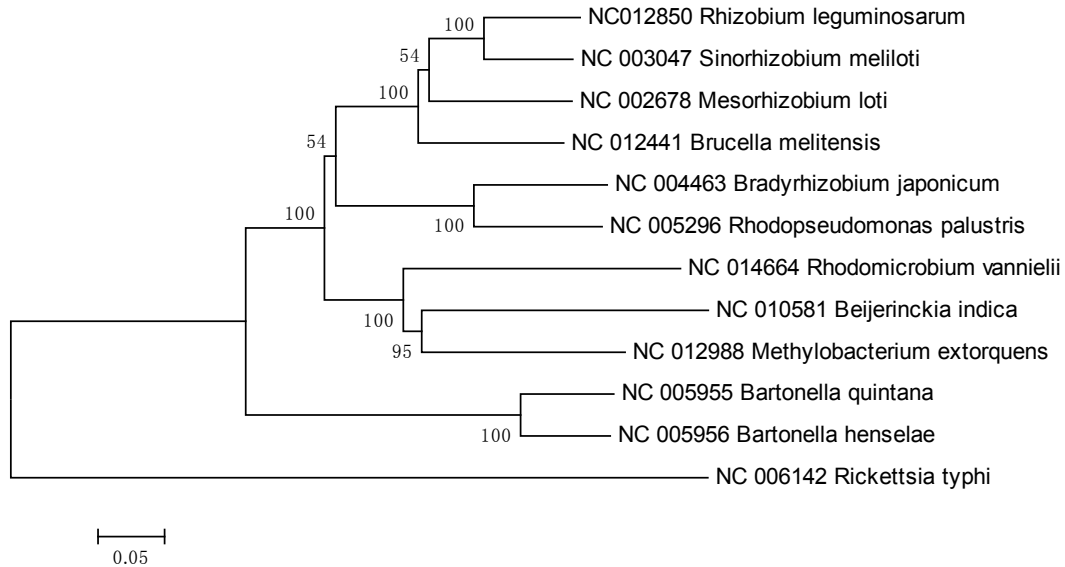 NC012850 Rhizobium leguminosarum
100
NC 003047 Sinorhizobium meliloti
54
NC 002678 Mesorhizobium loti
100
NC 012441 Brucella melitensis
54
NC 004463 Bradyrhizobium japonicum
100
NC 005296 Rhodopseudomonas palustris
100
NC 014664 Rhodomicrobium vannielii
NC 010581 Beijerinckia indica
100
NC 012988 Methylobacterium extorquens
95
NC 005955 Bartonella quintana
NC 005956 Bartonella henselae
100
NC 006142 Rickettsia typhi
0.05